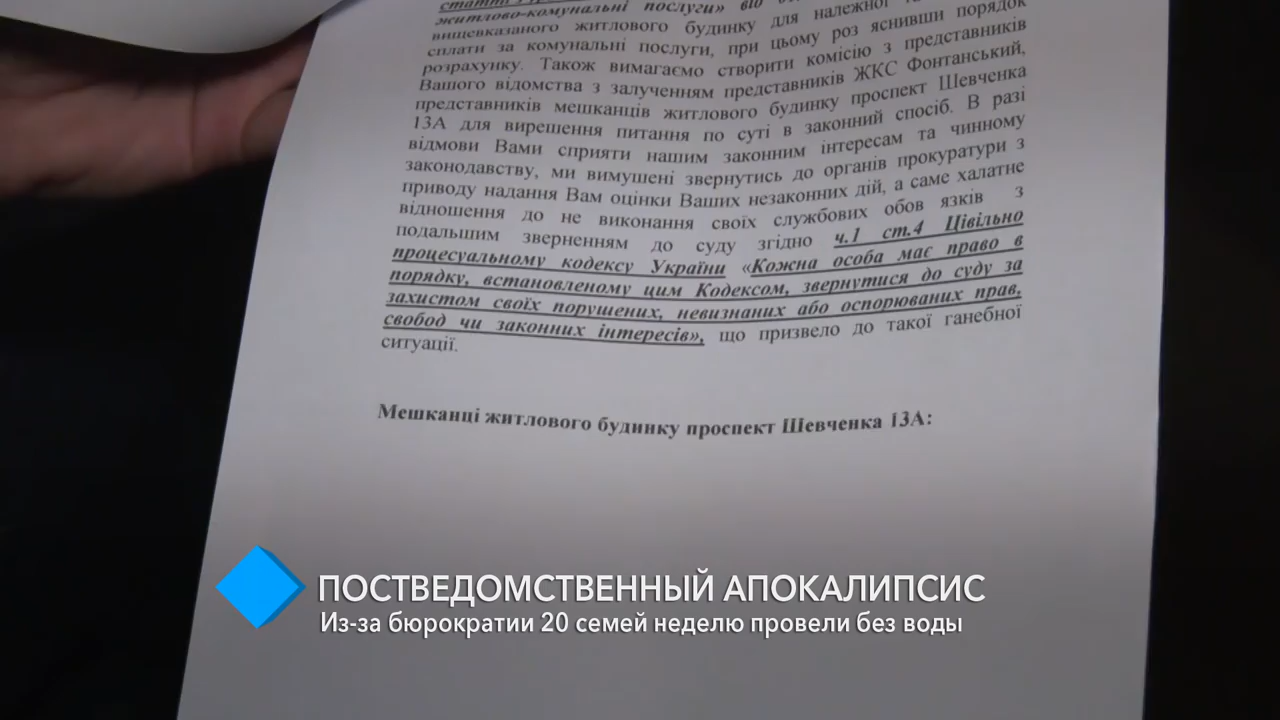 житлово-комунальні послуги» від
вищевказаного житлового будинку для належної
сплати за комунальні послуги, при цьому роз яснивши порядок
розрахунку. Також вимагаємо створити комісію з представників
Вашого відомства з залученням представників ЖКС Фонтанський,
представників мешканців житлового будинку проспект Шевченка
13А для вирешення питання по суті в законний спосіб. В разі
відмови Вами сприяти нашим законним інтересам та чинному
законодавству, ми вимушені звернутись до органів прокуратури з
приводу надання Вам оцінки Ваших незаконних дій, а саме халатне
відношення до не виконання своїх службових обов язків з
подальшим зверненням до суду згідно ч.1 ст.4 Цівільно
процесуальному кодексу України «Кожна особа має право в
порядку, встановленому цим Кодексом, звернутися до суду за
захистом своїх порушених, невизнаних або оспорюваних прав,
свобод чи законних інтересів», що призвело до такої ганебної
ситуації.
Мешканці житлового будинку проспект Шевченка 13А:
ПОСТВЕДОМСТВЕННЫЙ АПОКАЛИПСИС
Из-за бюрократии 20 семей неделю провели без воды